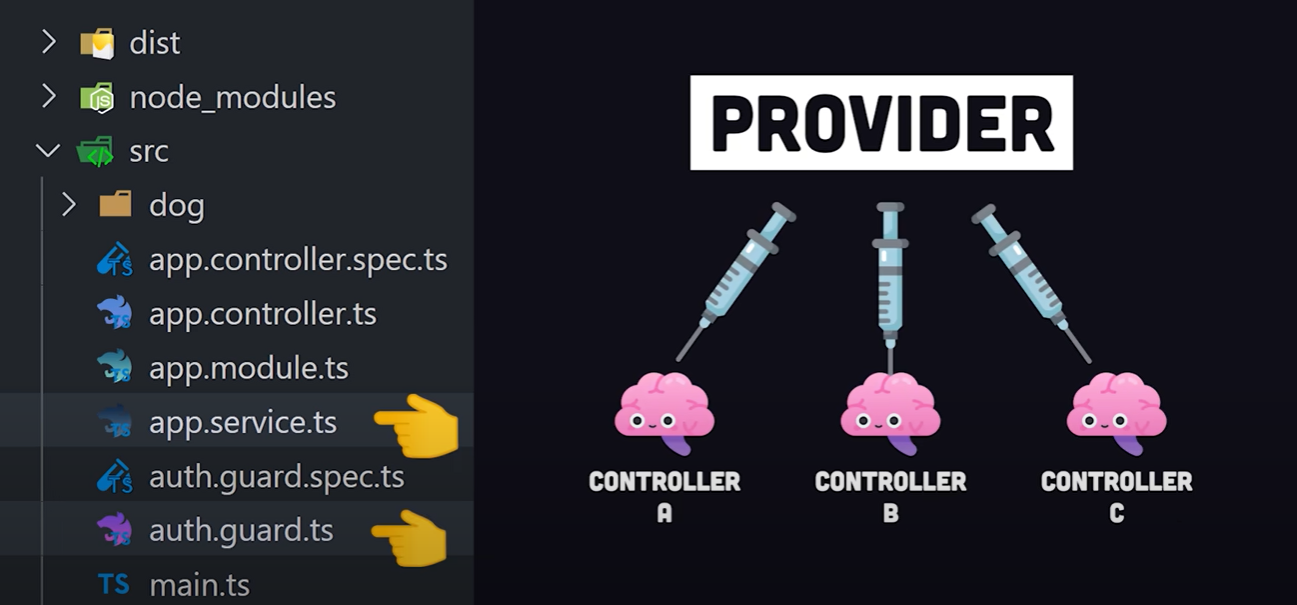 dist
node_modules
src
dog
app.controller.spec.ts
app.controller.ts
app.module.ts
app.service.ts
auth.guard.spec.ts
auth.guard.ts
TS main.ts
PROVIDER
CONTROLLER
A
CONTROLLER
B
CONTROLLER
C